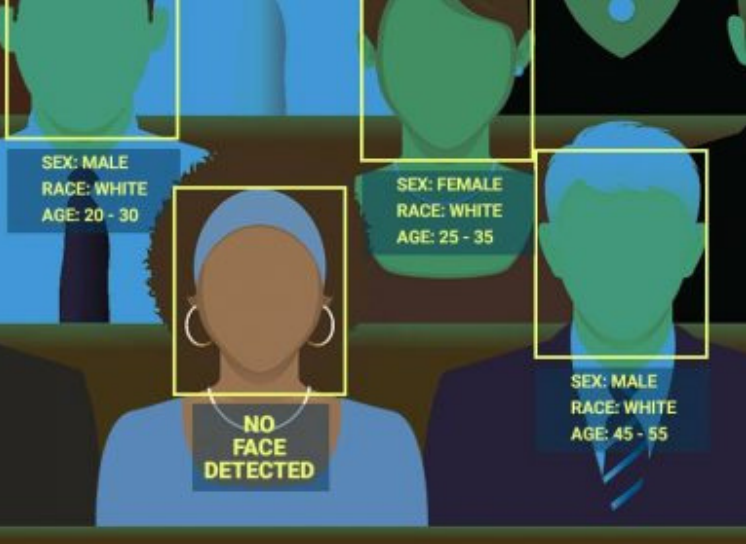 SEX: MALE
RACE: WHITE
AGE: 20 - 30
SEX: FEMALE
RACE: WHITE
AGE: 25 - 35
NO
FACE
DETECTED
SEX: MALE
RACE: WHITE
AGE: 45 - 55